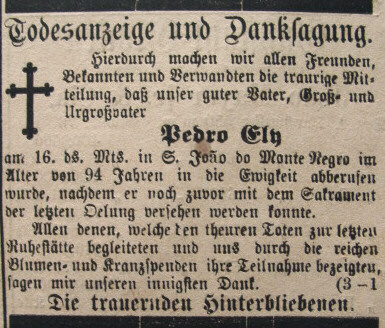 Todesanzeige und Danksagung.
Hierdurch machen wir allen Freunden,
Bekannten und Verwandten die traurige Mit-
teilung, daß unser guter Vater, Groß- und
Urgroßvater
Pedro Ely
am 16. ds. Mts. in S. João do Monte Negro im
Alter von 94 Jahren in die Ewigkeit abberufen
wurde, nachdem er noch zuvor mit dem Sakrament
der letzten Oelung versehen werden konnte.
Allen denen, welche den theuren Toten zur letzten
Ruhestätte begleiteten und uns durch die reichen
Blumen- und Kranzspenden ihre Teilnahme bezeigten,
sagen mir unseren innigsten Dank. (3-1
Die trauernden Hinterbliebenen.